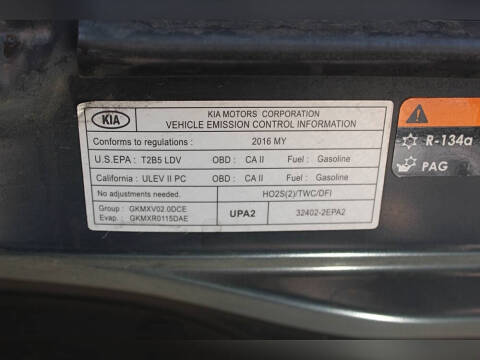 KIA
KIA MOTORS CORPORATION
VEHICLE EMISSION CONTROL INFORMATION
Conforms to regulations : 2016 MY
U.S.EPA : T2B5 LDV OBD : CA II Fuel : Gasoline
California : ULEV II PC OBD : CA II Fuel : Gasoline
No adjustments needed. HO2S(2)/TWC/DFI
Group : GKMXV02.0DCE
Evap. : GKMXR0115DAE
UPA2 32402-2EPA2
R-134a
PAG